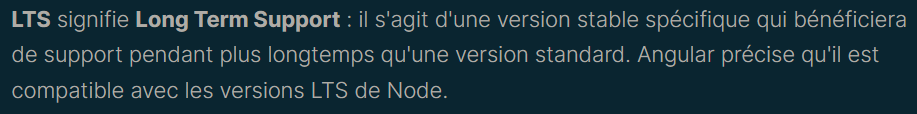 LTS signifie Long Term Support : il s'agit d'une version stable spécifique qui bénéficiera
de support pendant plus longtemps qu'une version standard. Angular précise qu'il est
compatible avec les versions LTS de Node.